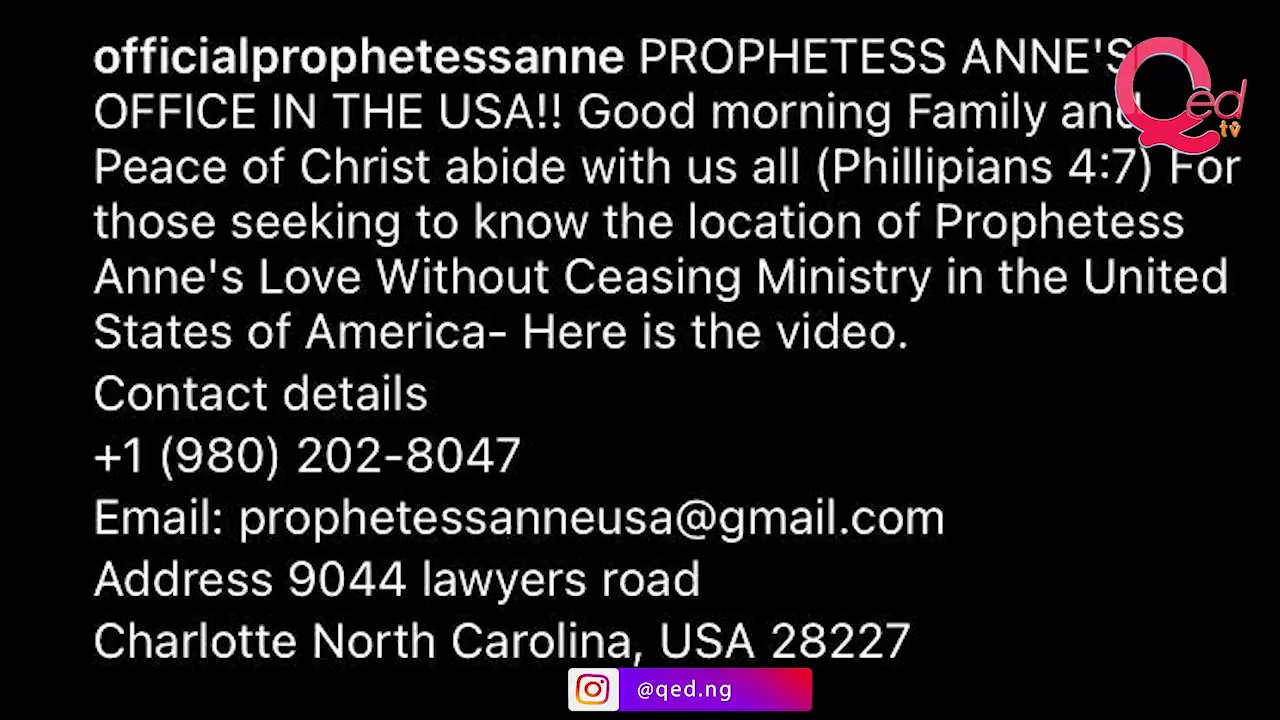 officialprophetessanne PROPHETESS ANNE'S
OFFICE IN THE USA!! Good morning Family and
Peace of Christ abide with us all (Phillipians 4:7) For
those seeking to know the location of Prophetess
Anne's Love Without Ceasing Ministry in the United
States of America- Here is the video.
Contact details
+1 (980) 202-8047
Email: prophetessanneusa@gmail.com
Address 9044 lawyers road
Charlotte North Carolina, USA 28227
Qed
tv
@qed.ng